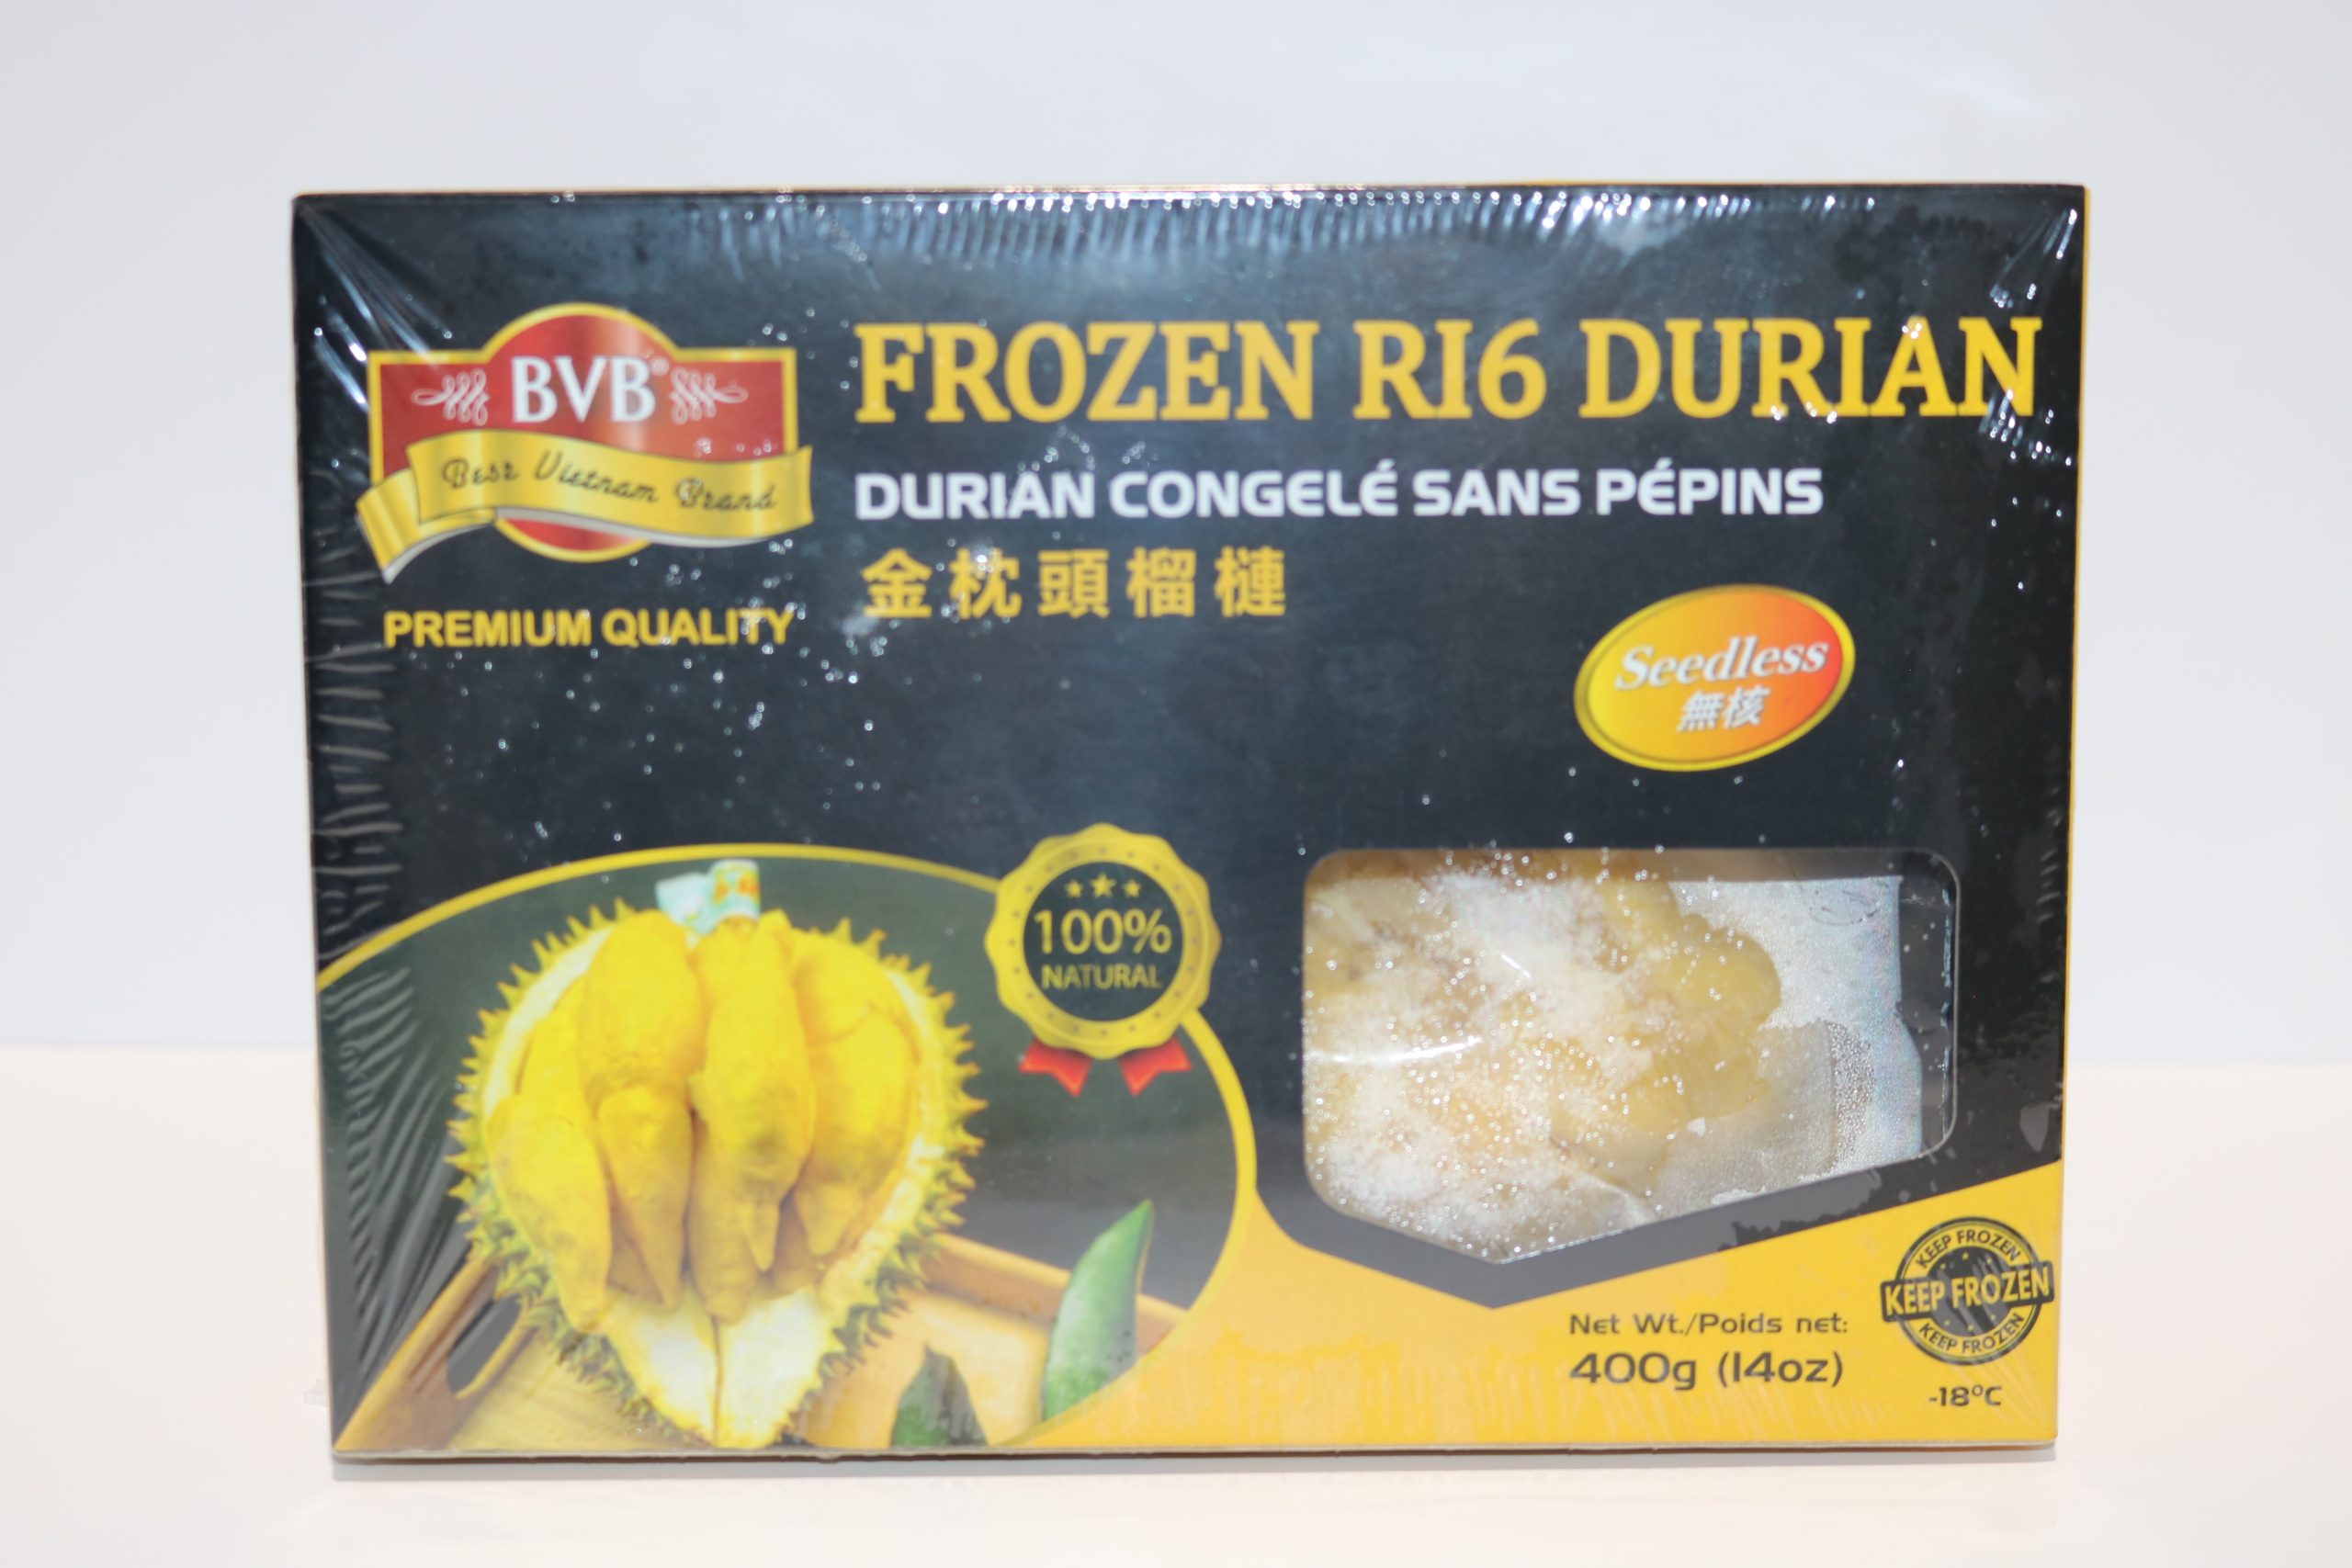 BVB®
Best Vietnam Brand
PREMIUM QUALITY
FROZEN RI6 DURIAN
DURIAN CONGELÉ SANS PÉPINS
金枕頭榴槤
Seedless
無核
100%
NATURAL
Net Wt./Poids net:
400g (14oz)
KEEP FROZEN
KEEP FROZEN
KEEP FROZEN
-18°C